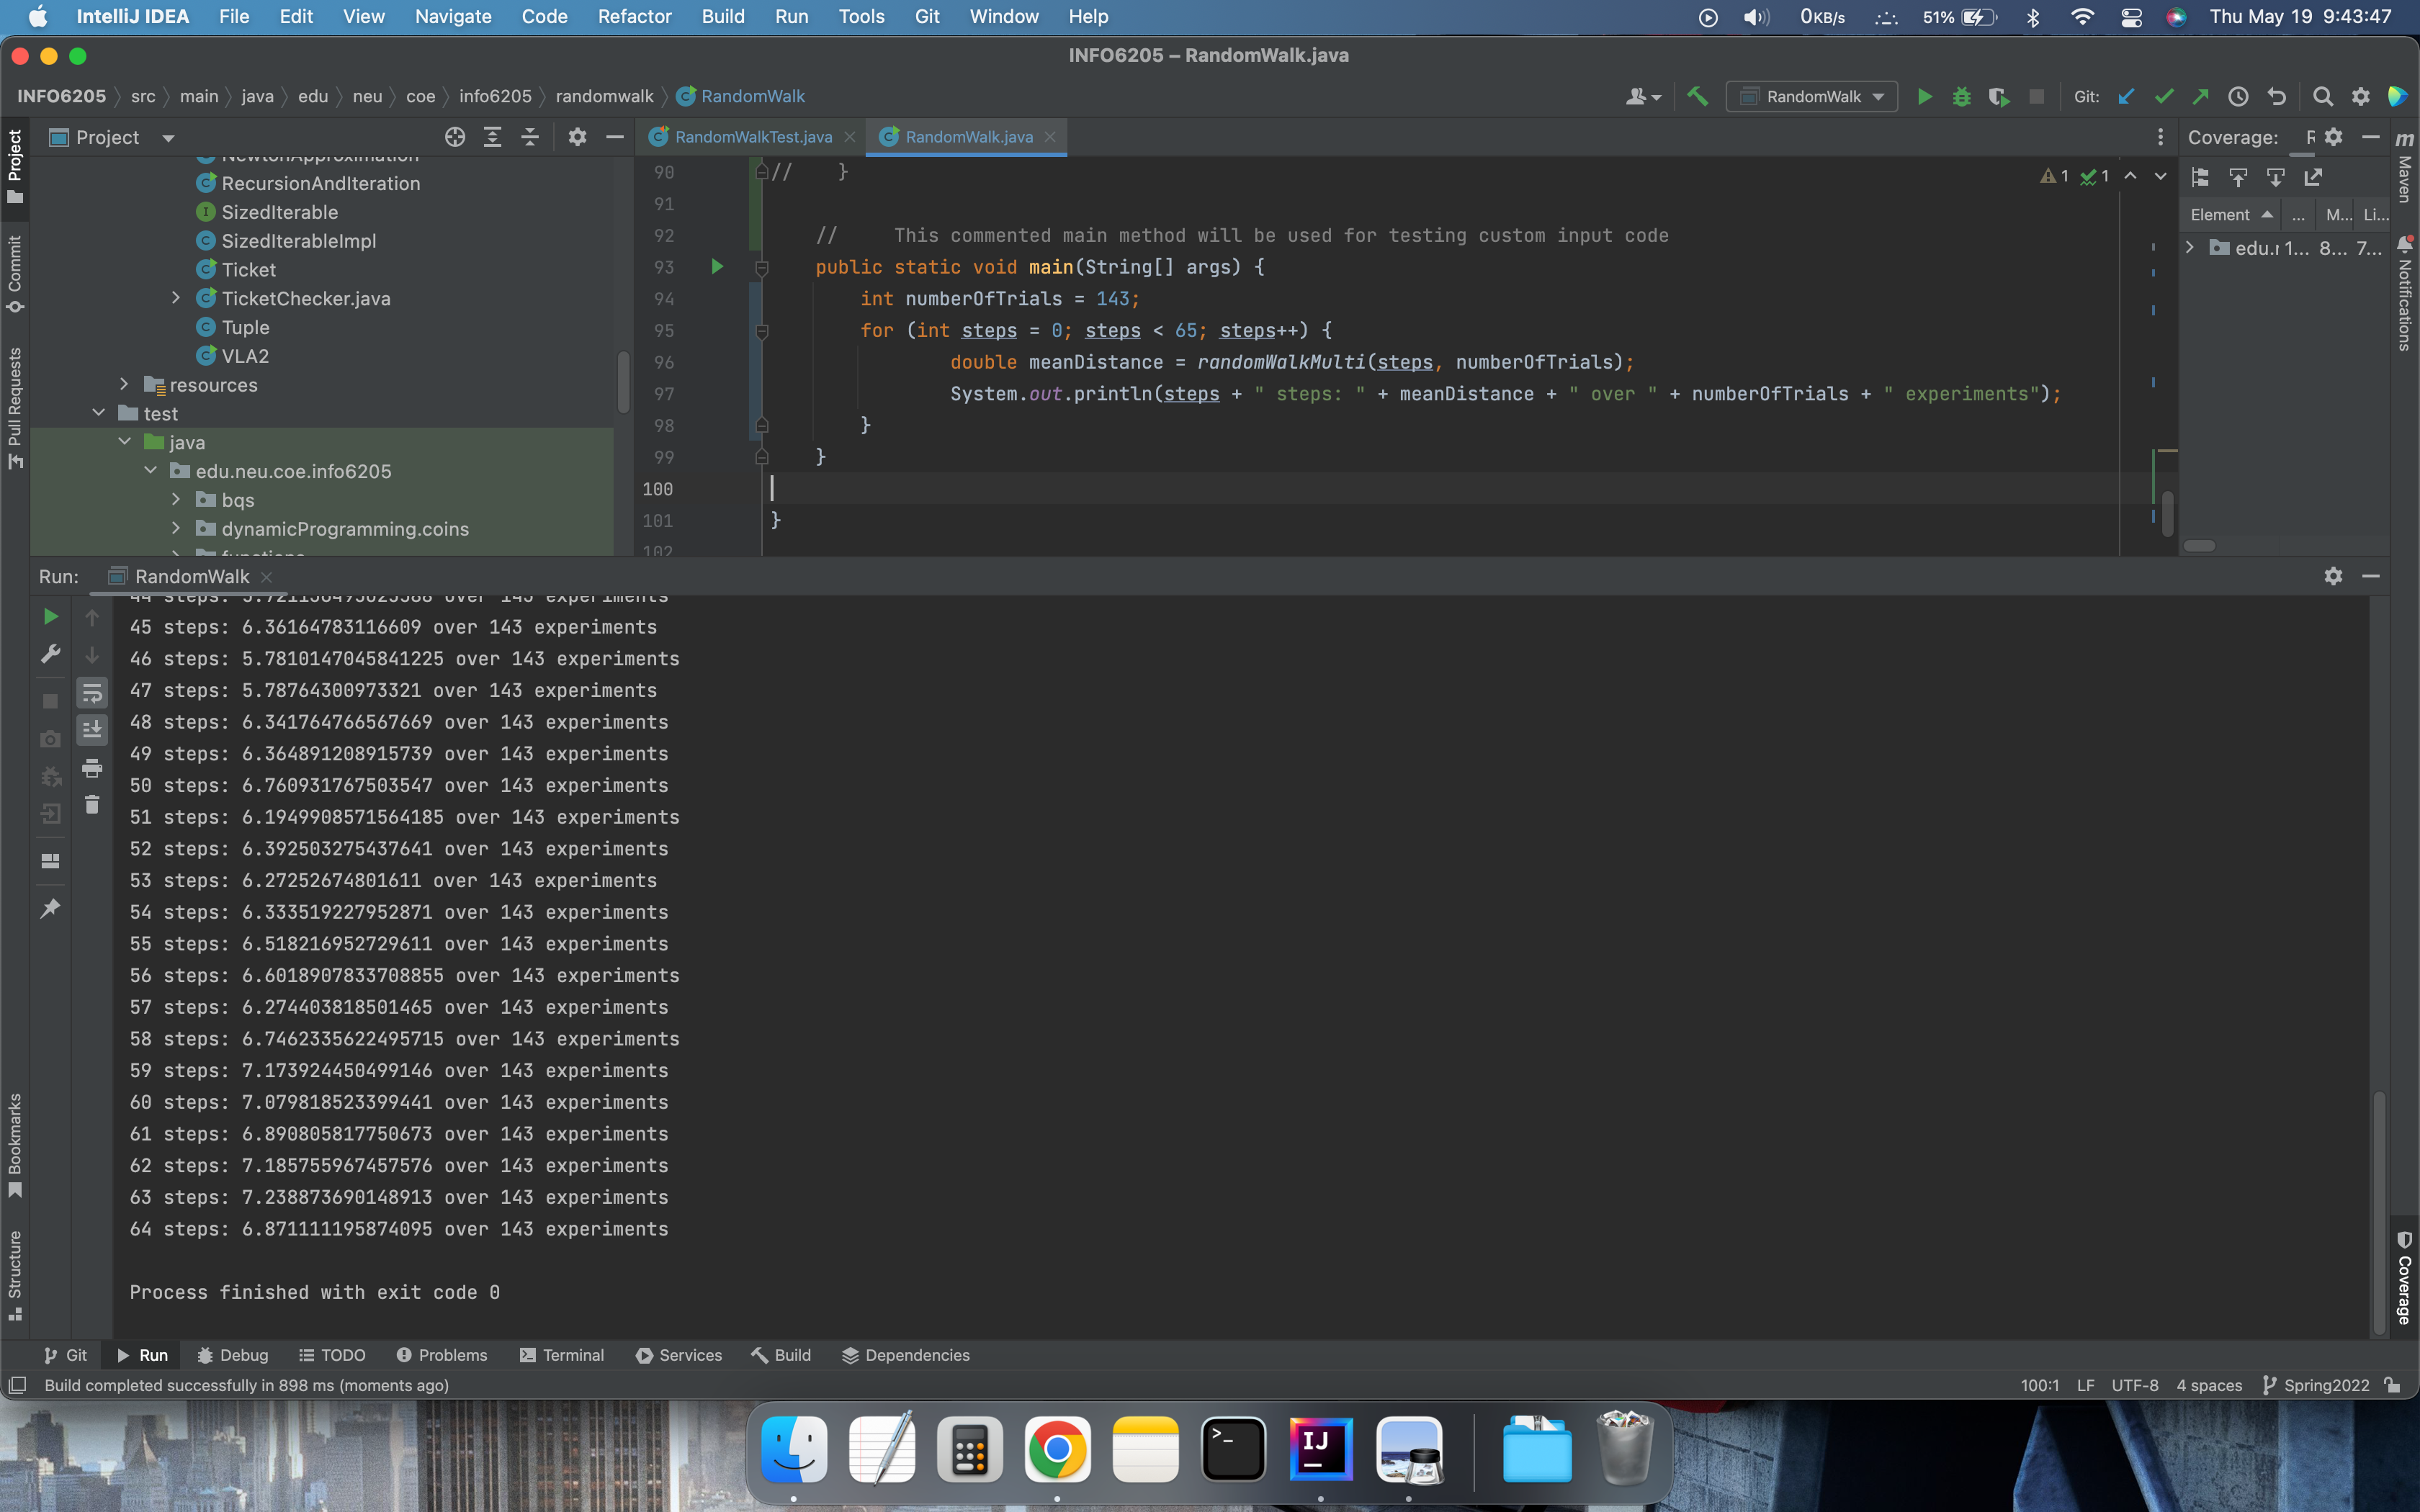 IntelliJ IDEA File Edit View Navigate Code Refactor Build Run Tools Git Window Help 0KB/s 51% Thu May 19 9:43:47
INFO6205 – RandomWalk.java
INFO6205 src main java edu neu coe info6205 randomwalk RandomWalk RandomWalk Git:
Project Project RandomWalkTest.java RandomWalk.java Coverage: R m Maven
NewtonApproximation
RecursionAndIteration
SizedIterable
SizedIterableImpl
Ticket
TicketChecker.java
Tuple
VLA2
resources
test
java
edu.neu.coe.info6205
bqs
dynamicProgramming.coins
functions
Commit
Pull Requests
90 // }
91
92 // This commented main method will be used for testing custom input code
93 public static void main(String[] args) {
94 int numberOfTrials = 143;
95 for (int steps = 0; steps < 65; steps++) {
96 double meanDistance = randomWalkMulti(steps, numberOfTrials);
97 System.out.println(steps + " steps: " + meanDistance + " over " + numberOfTrials + " experiments");
98 }
99 }
100
101 }
102
1 1
Element ... M... Li...
edu.r 1... 8... 7...
Notifications
Run: RandomWalk
44 steps: over 143 experiments
45 steps: 6.36164783116609 over 143 experiments
46 steps: 5.7810147045841225 over 143 experiments
47 steps: 5.78764300973321 over 143 experiments
48 steps: 6.341764766567669 over 143 experiments
49 steps: 6.364891208915739 over 143 experiments
50 steps: 6.760931767503547 over 143 experiments
51 steps: 6.1949908571564185 over 143 experiments
52 steps: 6.392503275437641 over 143 experiments
53 steps: 6.27252674801611 over 143 experiments
54 steps: 6.333519227952871 over 143 experiments
55 steps: 6.518216952729611 over 143 experiments
56 steps: 6.6018907833708855 over 143 experiments
57 steps: 6.274403818501465 over 143 experiments
58 steps: 6.7462335622495715 over 143 experiments
59 steps: 7.173924450499146 over 143 experiments
60 steps: 7.079818523399441 over 143 experiments
61 steps: 6.890805817750673 over 143 experiments
62 steps: 7.185755967457576 over 143 experiments
63 steps: 7.238873690148913 over 143 experiments
64 steps: 6.871111195874095 over 143 experiments
Process finished with exit code 0
Bookmarks
Structure
Coverage
Git Run Debug TODO Problems Terminal Services Build Dependencies
Build completed successfully in 898 ms (moments ago) 100:1 LF UTF-8 4 spaces Spring2022
>_
IJ